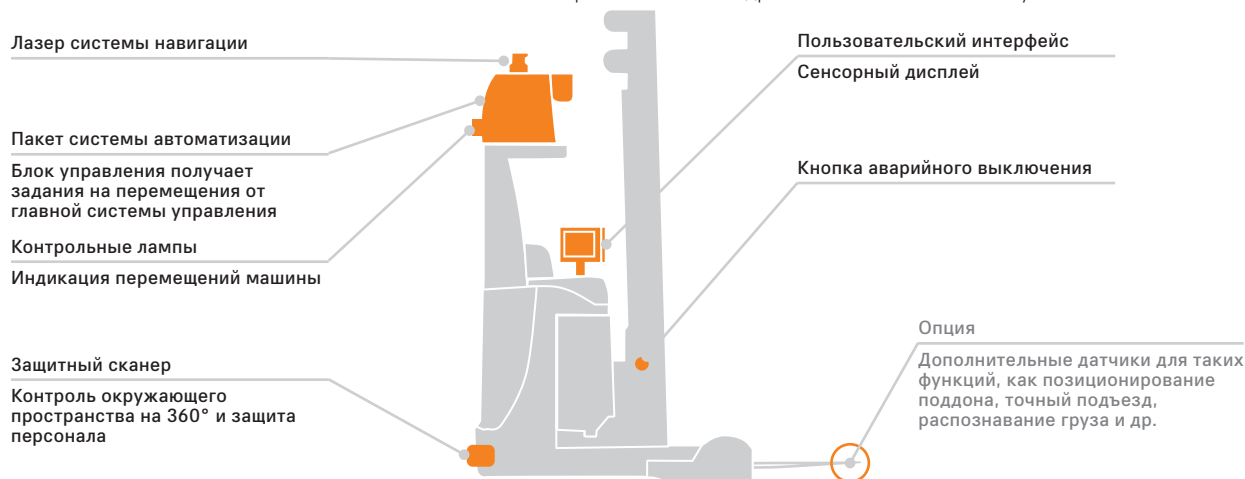 Лазер системы навигации
Пакет системы автоматизации
Блок управления получает
задания на перемещения от
главной системы управления
Контрольные лампы
Индикация перемещений машины
Защитный сканер
Контроль окружающего
пространства на 360° и защита
персонала
Пользовательский интерфейс
Сенсорный дисплей
Кнопка аварийного выключения
Опция
Дополнительные датчики для таких
функций, как позиционирование
поддона, точный подъезд,
распознавание груза и др.